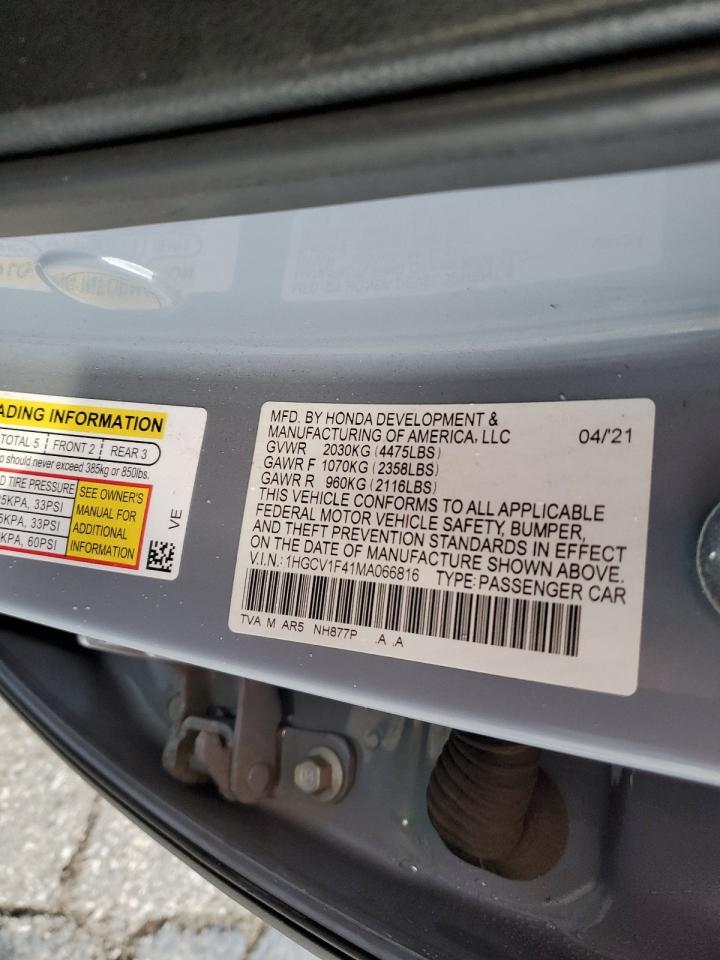 ADING INFORMATION
TOTAL 5 FRONT 2 REAR 3
o should never exceed 385kg or 850lbs.
D TIRE PRESSURE
5KPA, 33PSI
5KPA, 33PSI
KPA, 60PSI
SEE OWNER'S
MANUAL FOR
ADDITIONAL
INFORMATION
VE
MFD. BY HONDA DEVELOPMENT &
MANUFACTURING OF AMERICA, LLC 04/'21
GVWR 2030KG (4475LBS)
GAWR F 1070KG (2358LBS)
GAWR R 960KG (2116LBS)
THIS VEHICLE CONFORMS TO ALL APPLICABLE
FEDERAL MOTOR VEHICLE SAFETY, BUMPER,
AND THEFT PREVENTION STANDARDS IN EFFECT
ON THE DATE OF MANUFACTURE SHOWN ABOVE.
V.I.N.: 1HGCV1F41MA066816 TYPE: PASSENGER CAR
TVA M AR5 NH877P .A .A